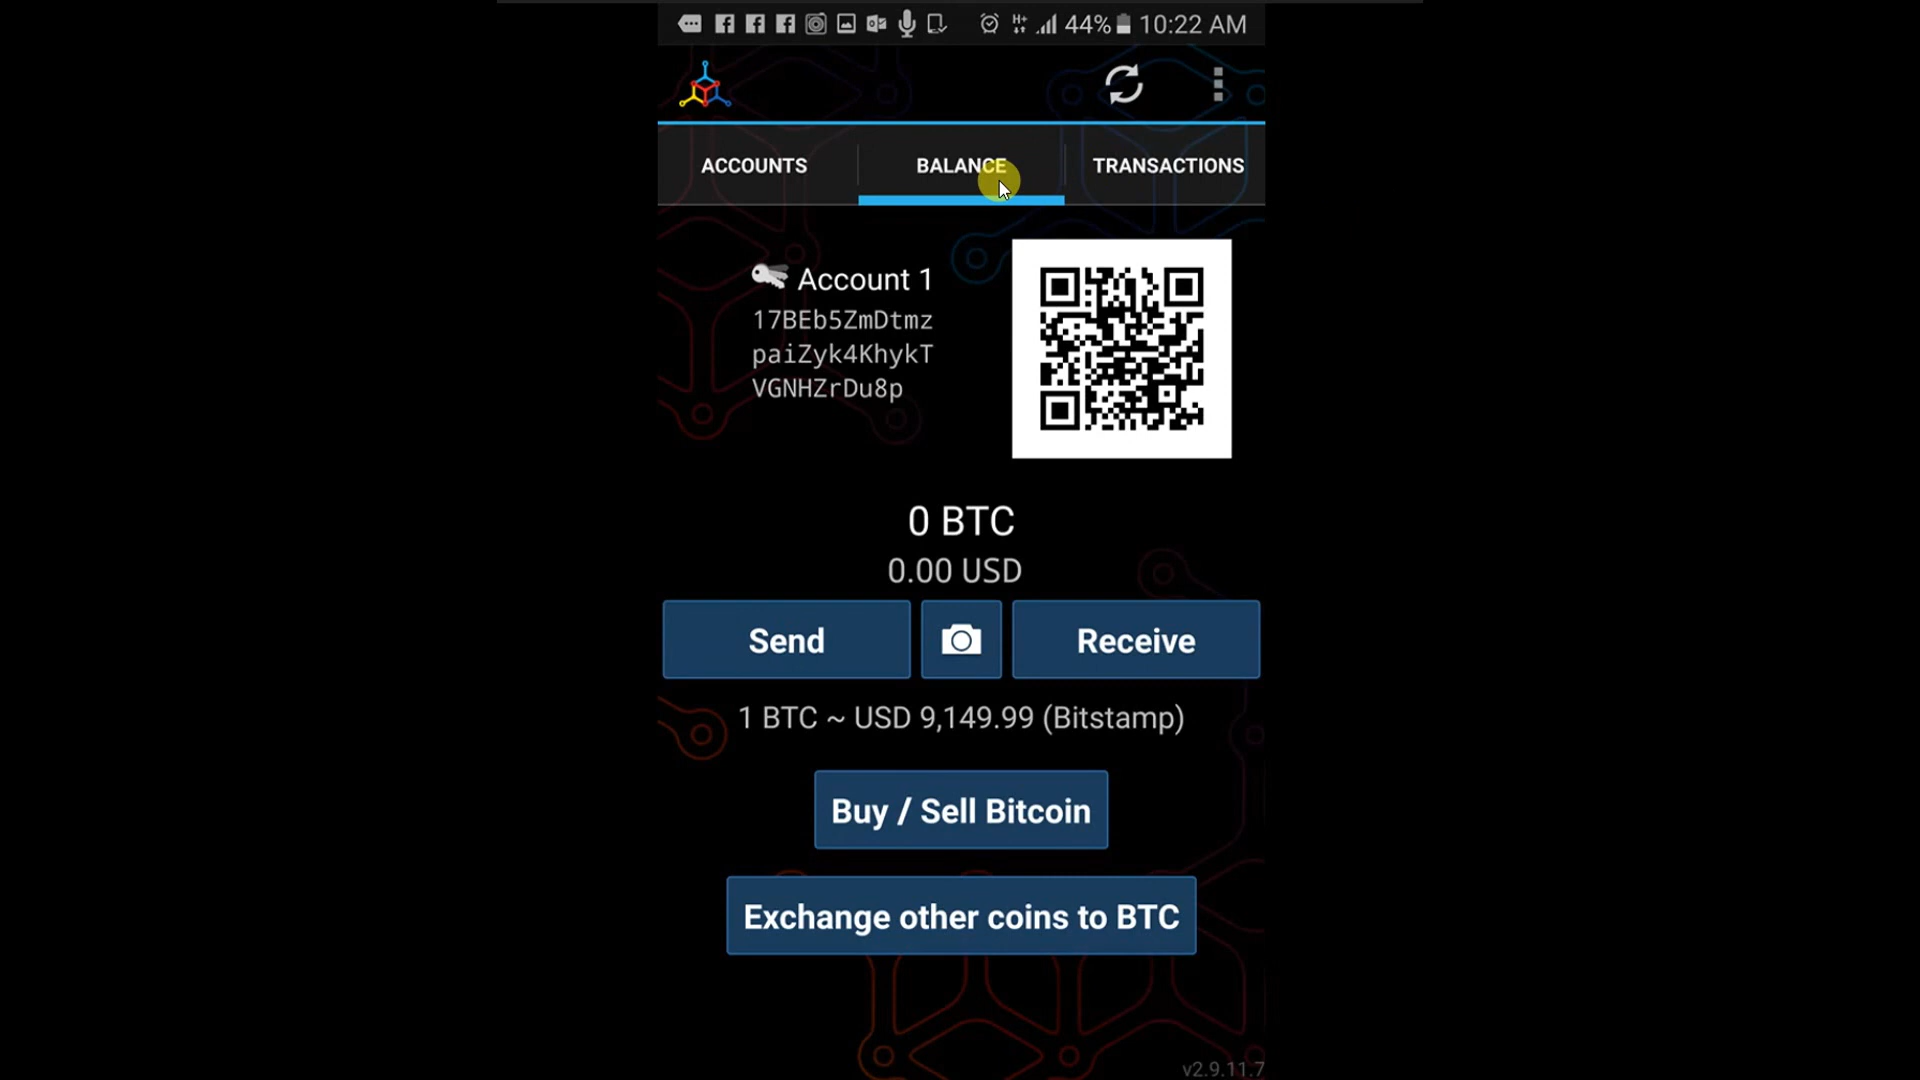 44% 10:22 AM
ACCOUNTS BALANCE TRANSACTIONS
Account 1
17BEb5ZmDtmz
paiZyk4KhykT
VGNHZrDu8p
0 BTC
0.00 USD
Send Receive
1 BTC ~ USD 9,149.99 (Bitstamp)
Buy / Sell Bitcoin
Exchange other coins to BTC
v2.9.11.7